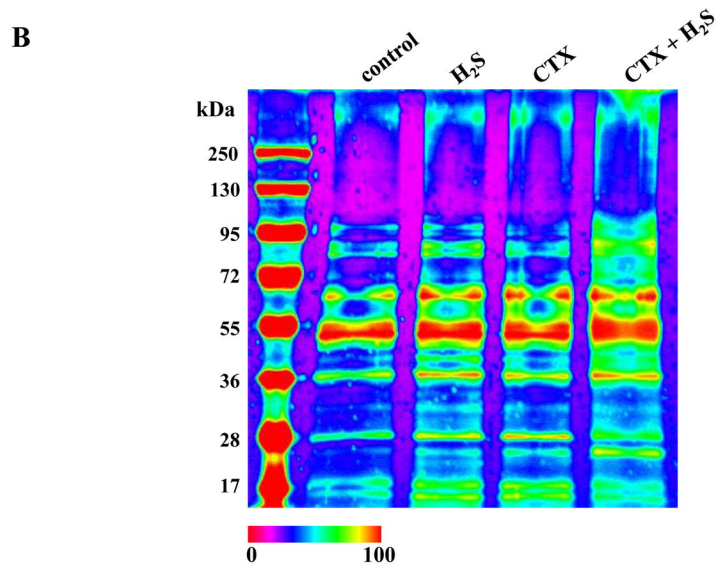 B
control
H₂S
CTX
CTX + H₂S
kDa
250
130
95
72
55
36
28
17
0 100